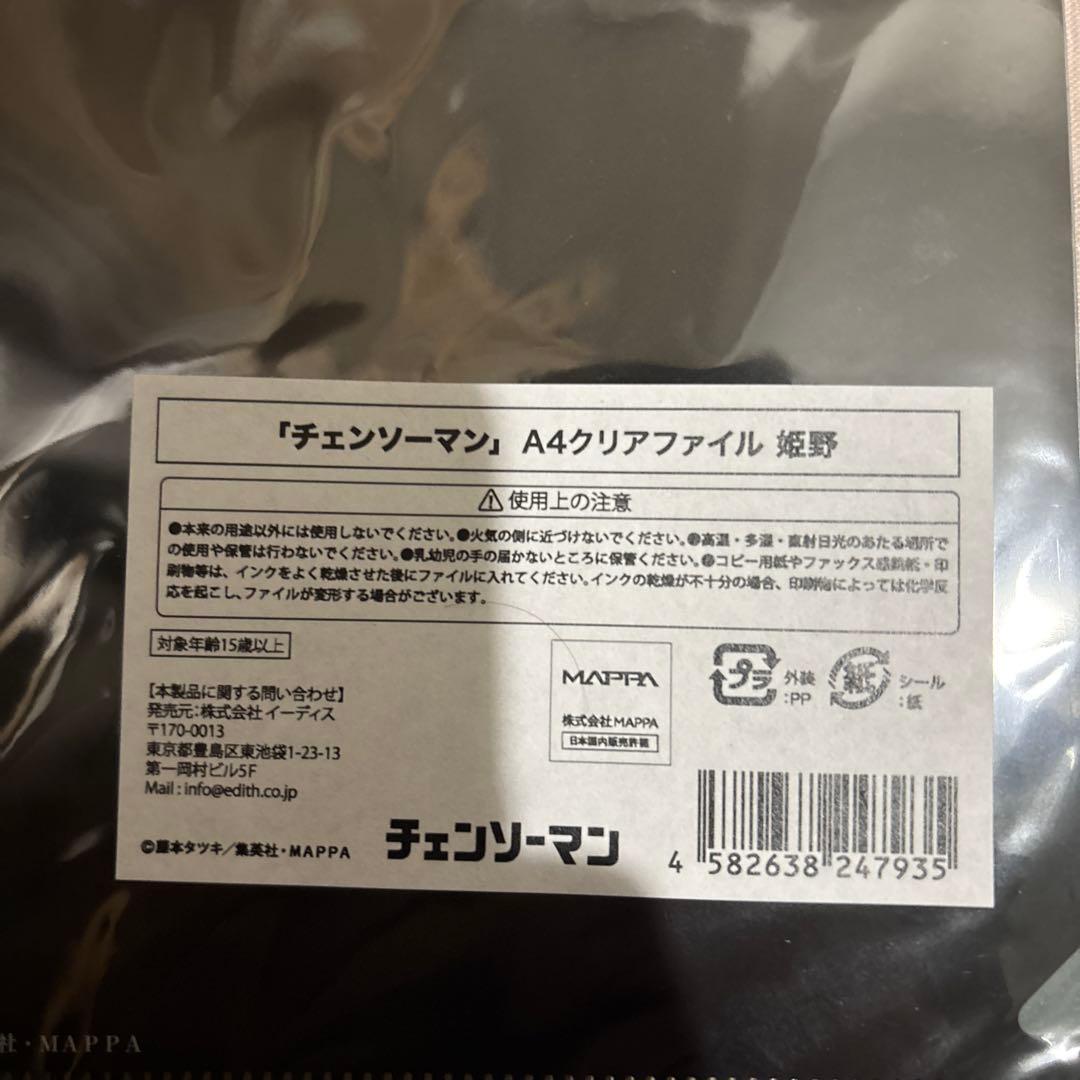 「チェンソーマン」 A4クリアファイル 姫野
⚠使用上の注意
●本来の用途以外には使用しないでください。●火気の側に近づけないでください。●高温・多湿・直射日光のあたる場所で
の使用や保管は行わないでください。●乳幼児の手の届かないところに保管ください。●コピー用紙やファックス感熱紙・印
刷物等は、インクをよく乾燥させた後にファイルに入れてください。インクの乾燥が不十分の場合、印刷物によっては化学反
応を起こし、ファイルが変形する場合がございます。
対象年齢15歳以上
【本製品に関する問い合わせ】
発売元:株式会社 イーディス
〒170-0013
東京都豊島区東池袋1-23-13
第一岡村ビル5F
Mail : info@edith.co.jp
MAPPA
株式会社MAPPA
日本国内販売許諾
プラ 外装
:PP
紙 シール
:紙
©藤本タツキ/集英社・MAPPA
チェンソーマン
4 582638 247935
社・MAPPA